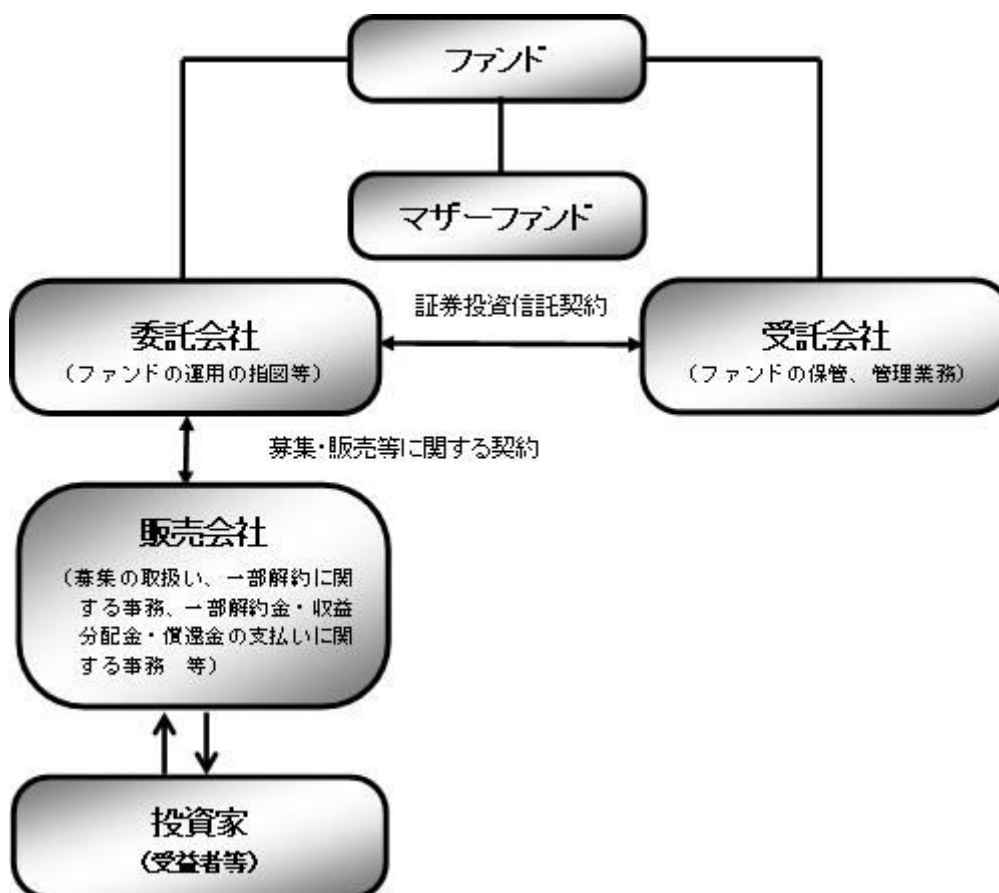 ファンド
マザーファンド
証券投資信託契約
委託会社
（ファンドの運用の指図等）
受託会社
（ファンドの保管、管理業務）
募集・販売等に関する契約
販売会社
（募集の取扱い、一部解約に関
する事務、一部解約金・収益
分配金・償還金の支払いに関
する事務　等）
投資家
（受益者等）